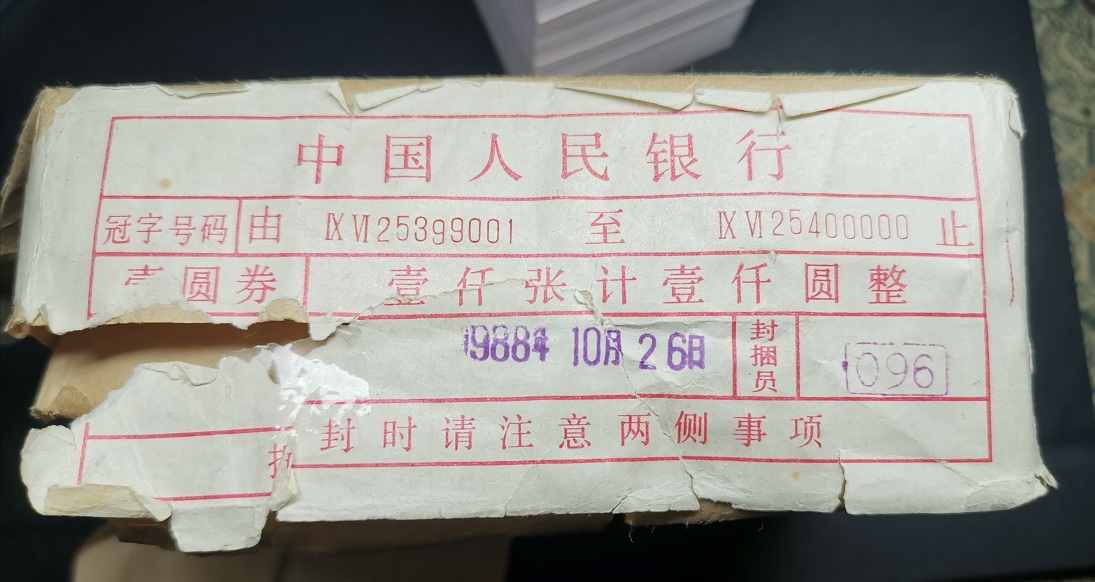 中国人民银行
冠字号码 由 ⅨⅥ25399001 至 ⅨⅥ25400000 止
壹圆券 壹仟张计壹仟圆整
1988年 10月 26日 封捆员 096
拆封时请注意两侧事项